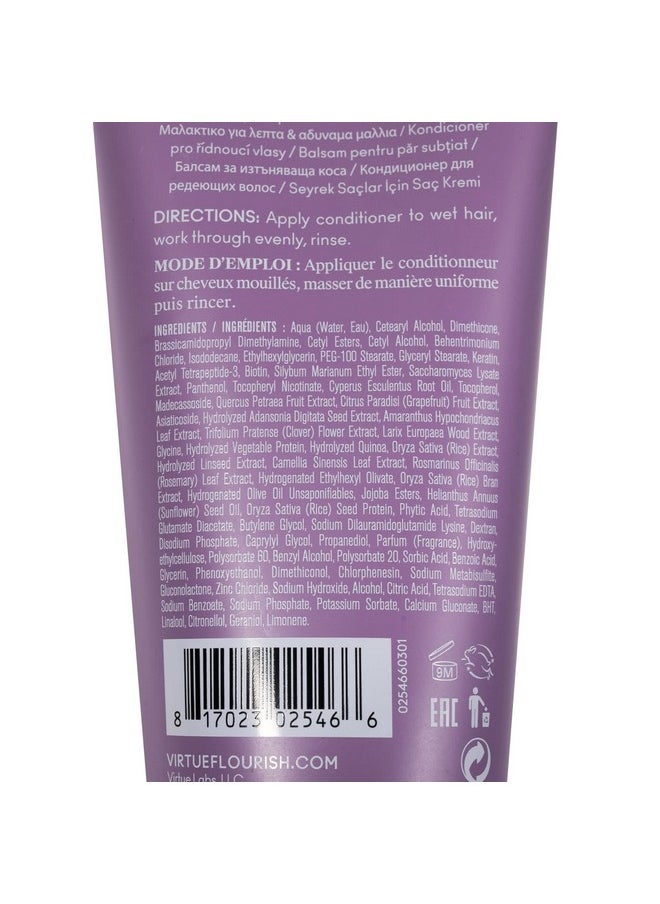 Μαλακτικο για λεπτα & αδυναμα μαλλια / Kondicioner
pro řídnoucí vlasy / Balsam pentru păr subțiat /
Балсам за изтъняваща коса / Кондиционер для
редеющих волос / Seyrek Saçlar İçin Saç Kremi
DIRECTIONS: Apply conditioner to wet hair,
work through evenly, rinse.
MODE D'EMPLOI : Appliquer le conditionneur
sur cheveux mouillés, masser de manière uniforme
puis rincer.
INGREDIENTS / INGRÉDIENTS : Aqua (Water, Eau), Cetearyl Alcohol, Dimethicone,
Brassicamidopropyl Dimethylamine, Cetyl Esters, Cetyl Alcohol, Behentrimonium
Chloride, Isododecane, Ethylhexylglycerin, PEG-100 Stearate, Glyceryl Stearate, Keratin,
Acetyl Tetrapeptide-3, Biotin, Silybum Marianum Ethyl Ester, Saccharomyces Lysate
Extract, Panthenol, Tocopheryl Nicotinate, Cyperus Esculentus Root Oil, Tocopherol,
Madecassoside, Quercus Petraea Fruit Extract, Citrus Paradisi (Grapefruit) Fruit Extract,
Asiaticoside, Hydrolyzed Adansonia Digitata Seed Extract, Amaranthus Hypochondriacus
Leaf Extract, Trifolium Pratense (Clover) Flower Extract, Larix Europaea Wood Extract,
Glycine, Hydrolyzed Vegetable Protein, Hydrolyzed Quinoa, Oryza Sativa (Rice) Extract,
Hydrolyzed Linseed Extract, Camellia Sinensis Leaf Extract, Rosmarinus Officinalis
(Rosemary) Leaf Extract, Hydrogenated Ethylhexyl Olivate, Oryza Sativa (Rice) Bran
Extract, Hydrogenated Olive Oil Unsaponifiables, Jojoba Esters, Helianthus Annuus
(Sunflower) Seed Oil, Oryza Sativa (Rice) Seed Protein, Phytic Acid, Tetrasodium
Glutamate Diacetate, Butylene Glycol, Sodium Dilauramidoglutamide Lysine, Dextran,
Disodium Phosphate, Caprylyl Glycol, Propanediol, Parfum (Fragrance), Hydroxy-
ethylcellulose, Polysorbate 60, Benzyl Alcohol, Polysorbate 20, Sorbic Acid, Benzoic Acid,
Glycerin, Phenoxyethanol, Dimethiconol, Chlorphenesin, Sodium Metabisulfite,
Gluconolactone, Zinc Chloride, Sodium Hydroxide, Alcohol, Citric Acid, Tetrasodium EDTA,
Sodium Benzoate, Sodium Phosphate, Potassium Sorbate, Calcium Gluconate, BHT,
Linalool, Citronellol, Geraniol, Limonene.
8 17023 02546 6
0254660301
9M
EAC
VIRTUEFLOURISH.COM
Virtue Labs, LLC